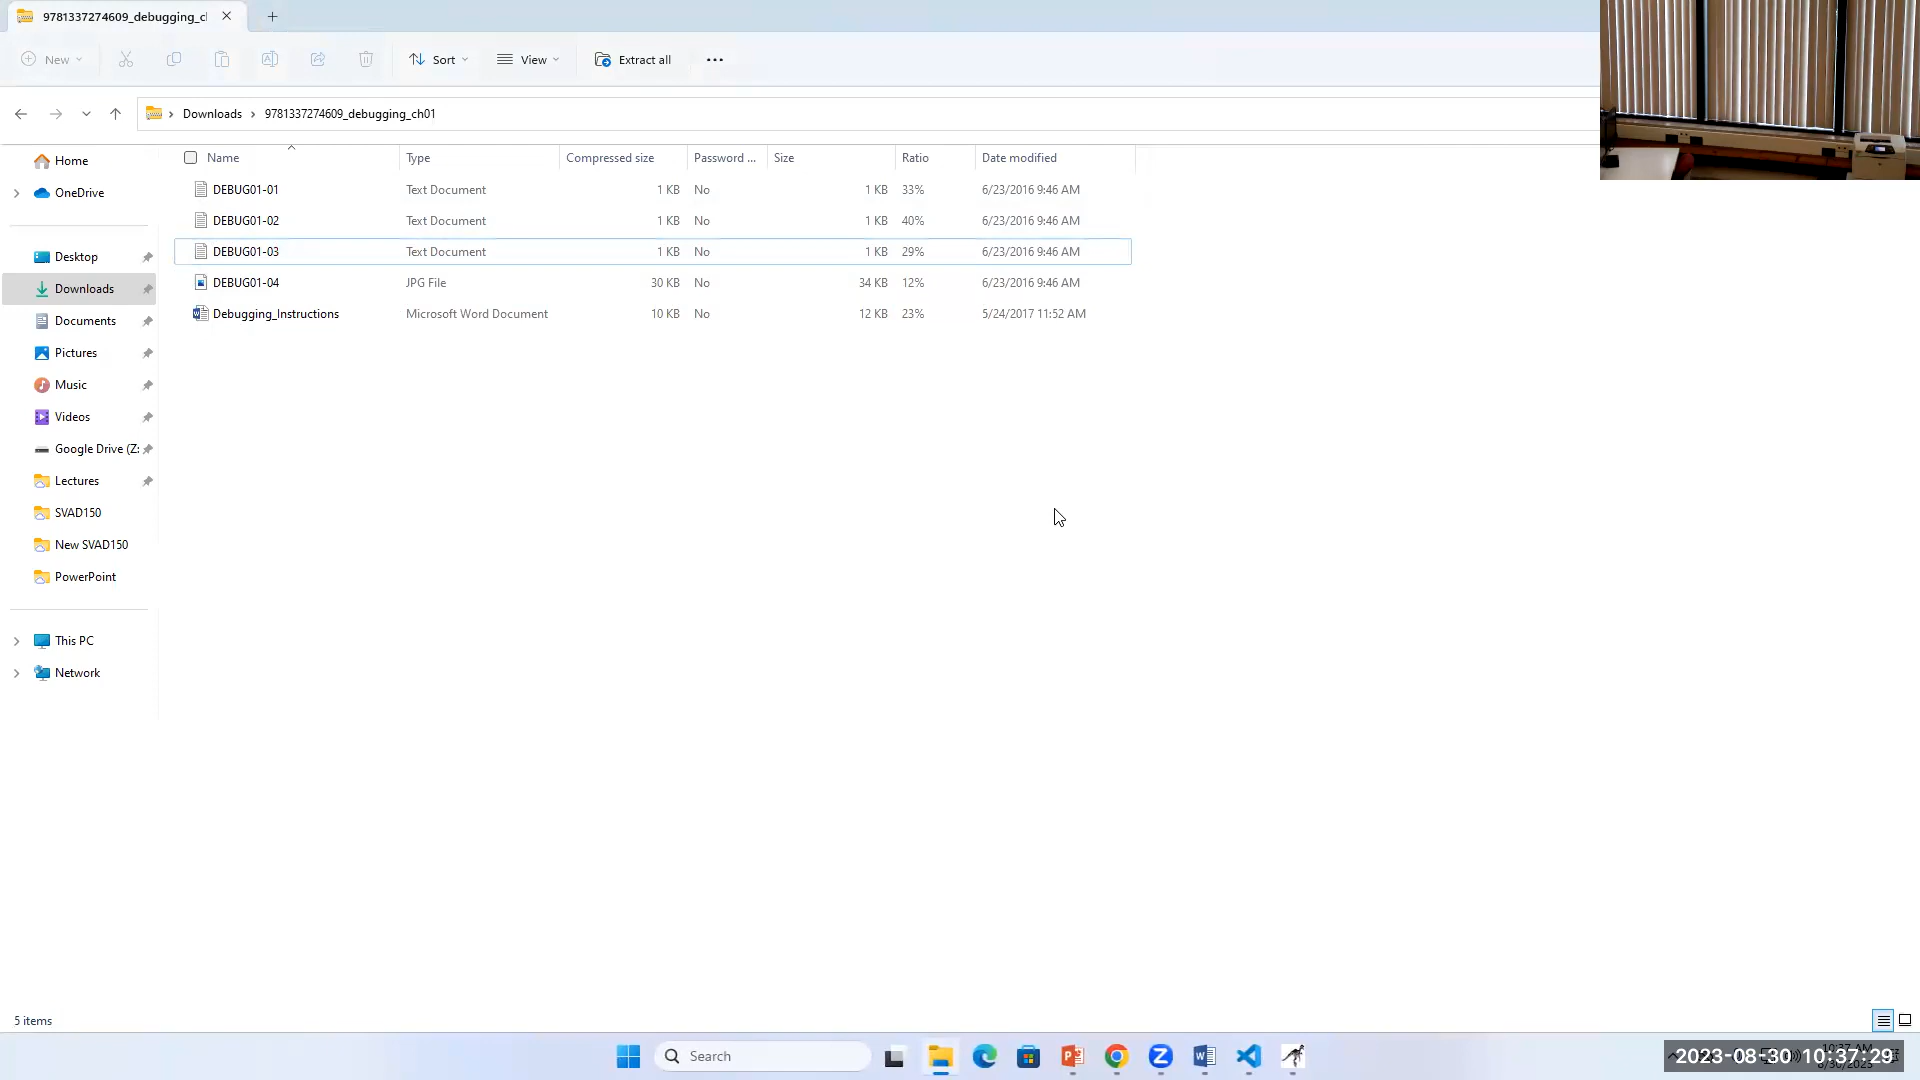 9781337274609_debugging_cl
New
Sort
View
Extract all
Downloads > 9781337274609_debugging_ch01
Home
OneDrive
Desktop
Downloads
Documents
Pictures
Music
Videos
Google Drive (Z:
Lectures
SVAD150
New SVAD150
PowerPoint
This PC
Network
Name Type Compressed size Password ... Size Ratio Date modified
DEBUG01-01 Text Document 1 KB No 1 KB 33% 6/23/2016 9:46 AM
DEBUG01-02 Text Document 1 KB No 1 KB 40% 6/23/2016 9:46 AM
DEBUG01-03 Text Document 1 KB No 1 KB 29% 6/23/2016 9:46 AM
DEBUG01-04 JPG File 30 KB No 34 KB 12% 6/23/2016 9:46 AM
Debugging_Instructions Microsoft Word Document 10 KB No 12 KB 23% 5/24/2017 11:52 AM
5 items
Search
2023-08-30 10:37:29